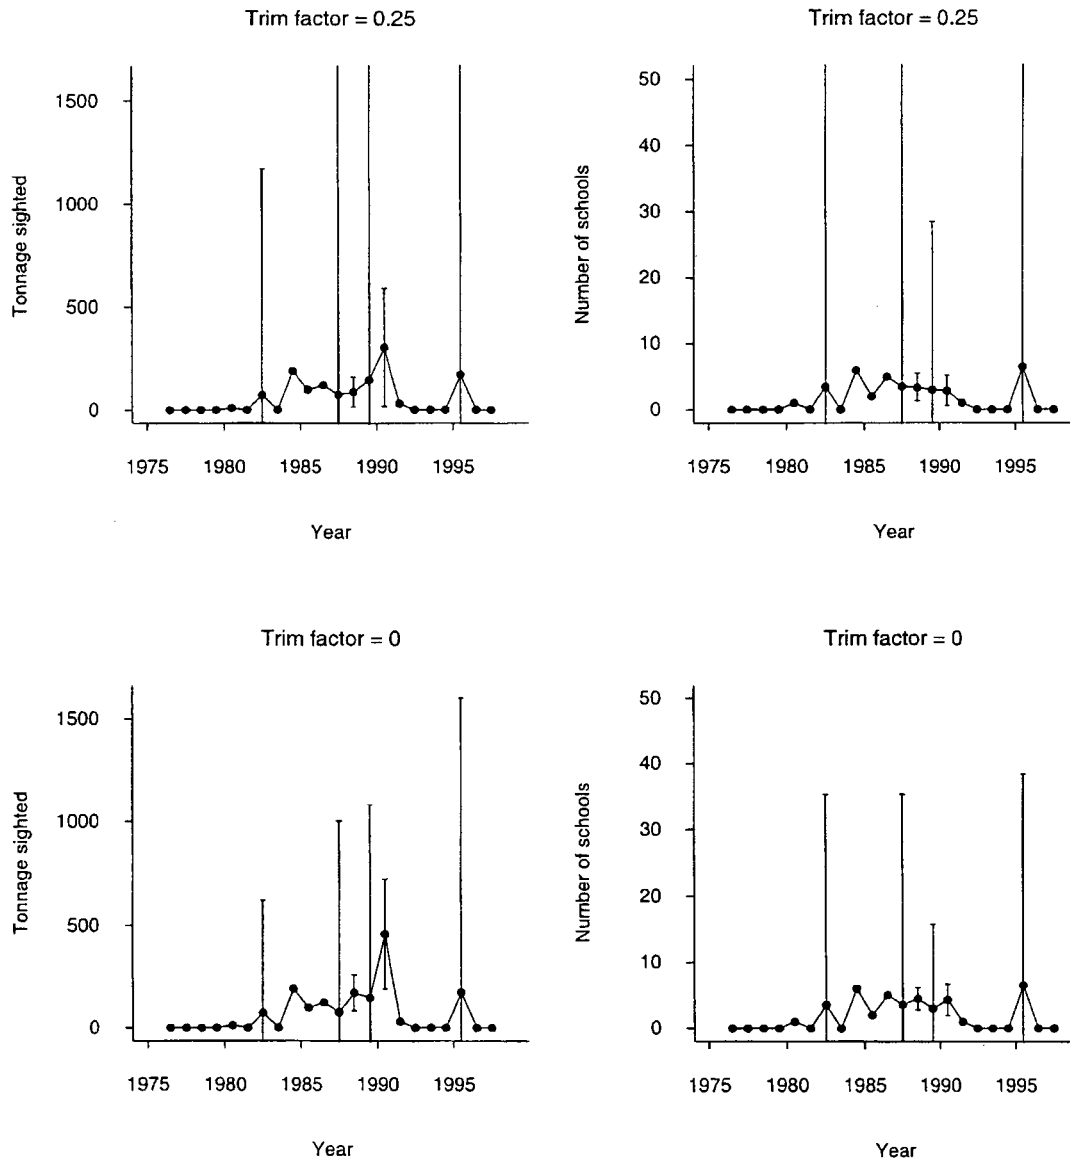 Trim factor = 0.25
Tonnage sighted
1500
1000
500
0
1975 1980 1985 1990 1995
Year
Trim factor = 0.25
Number of schools
50
40
30
20
10
0
1975 1980 1985 1990 1995
Year
Trim factor = 0
Tonnage sighted
1500
1000
500
0
1975 1980 1985 1990 1995
Year
Trim factor = 0
Number of schools
50
40
30
20
10
0
1975 1980 1985 1990 1995
Year